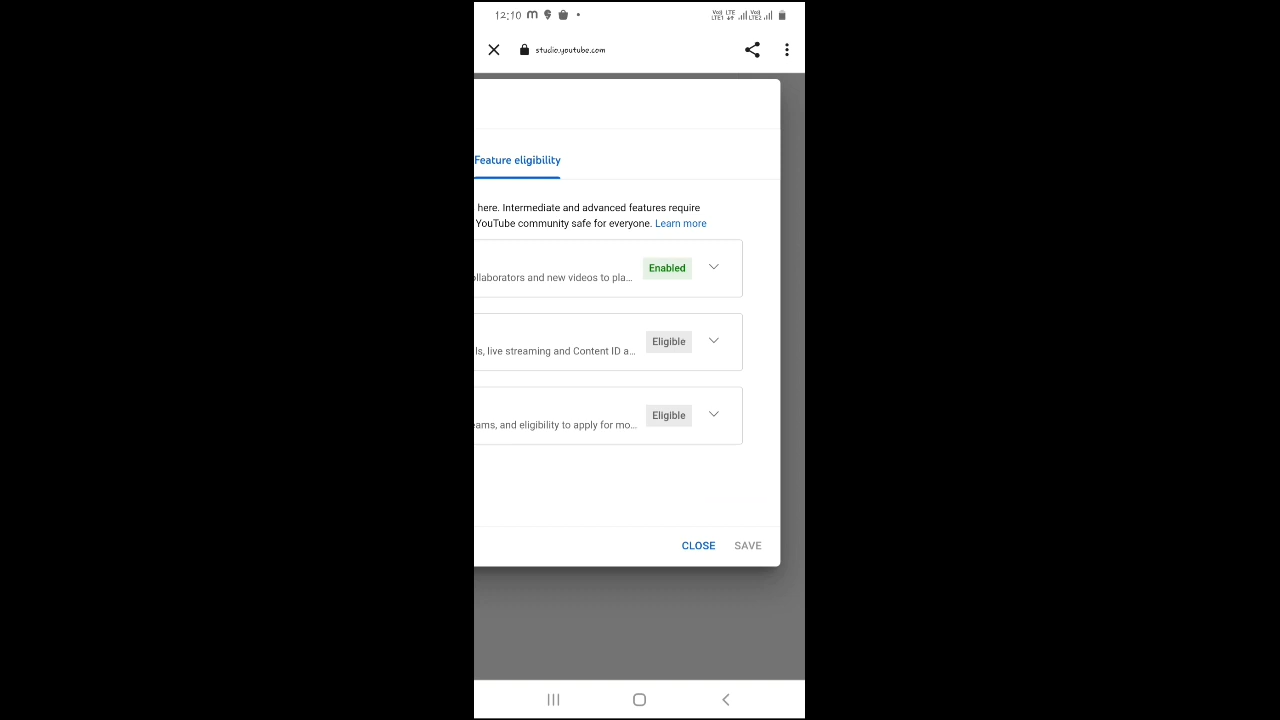 12:10
studio.youtube.com
Feature eligibility
here. Intermediate and advanced features require
YouTube community safe for everyone. Learn more
Enabled
ollaborators and new videos to pla...
Eligible
ls, live streaming and Content ID a...
Eligible
eams, and eligibility to apply for mo...
CLOSE SAVE